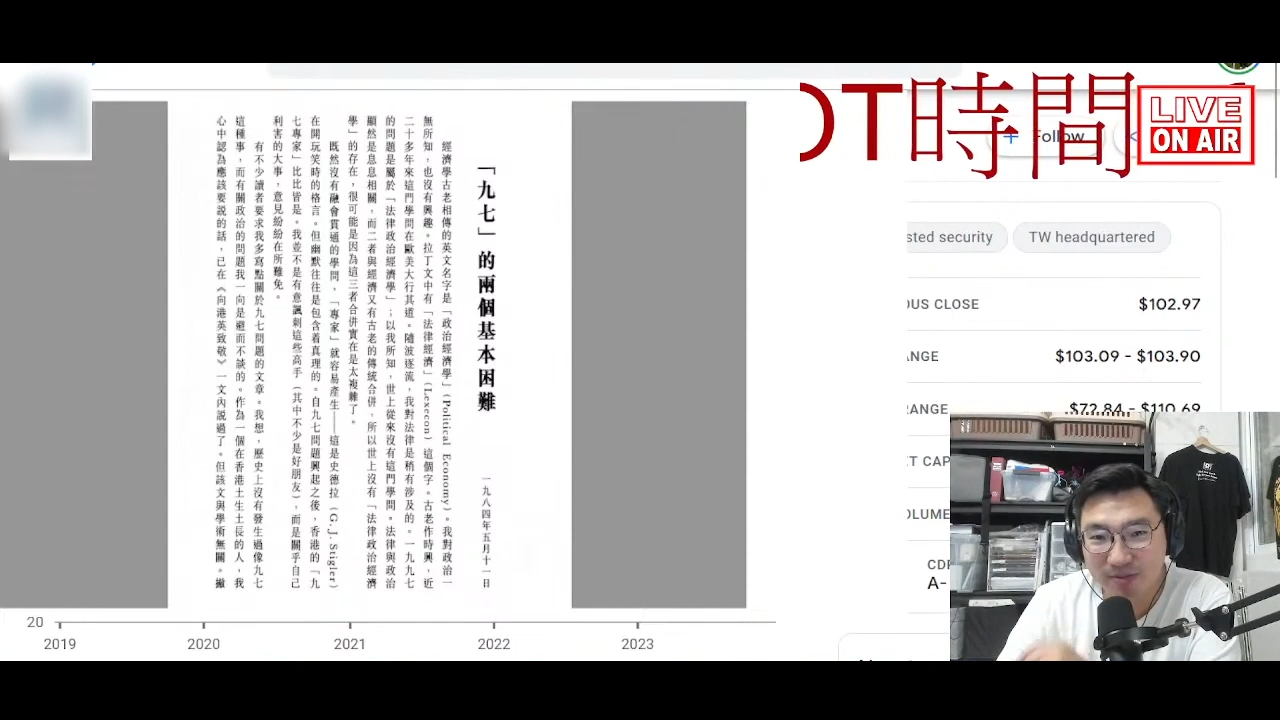 「九七」的兩個基本困難
一九八四年五月十一日
經濟學古老相傳的英文名字是「政治經濟學」(Political Economy)。我對政治一
無所知,也沒有興趣。拉丁文中有「法律經濟」(Lexecon)這個字。古老作時興,近
二十多年來這門學問在歐美大行其道。隨波逐流,我對法律是稍有涉及的。一九九七
的問題是屬於「法律政治經濟學」;以我所知,世上從來沒有這門學問。法律與政治
顯然是息息相關,而二者與經濟又有古老的傳統合併,所以世上沒有「法律政治經濟
學」的存在,很可能是因為這三者合併實在是太複雜了。
既然沒有融會貫通的學問,「專家」就容易產生——這是史德拉(G.J. Stigler)
在開玩笑時的格言。但幽默往往是包含着真理的。自九七問題興起之後,香港的「九
七專家」比比皆是。我並不是有意諷刺這些高手(其中不少是好朋友),而是關乎自己
利害的大事,意見紛紛在所難免。
有不少讀者要求我多寫點關於九七問題的文章。我想,歷史上沒有發生過像九七
這種事,而有關政治的問題我一向是避而不談的。作為一個在香港土生土長的人,我
心中認為應該要說的話,已在《向港英致敬》一文內說過了。但該文與學術無關。撇
OT時間
LIVE
ON AIR
+ Follow
sted security
TW headquartered
OUS CLOSE
$102.97
ANGE
$103.09 - $103.90
RANGE
$72.84 - $110.69
T CAP
OLUME
CDP
A-
20
2019
2020
2021
2022
2023